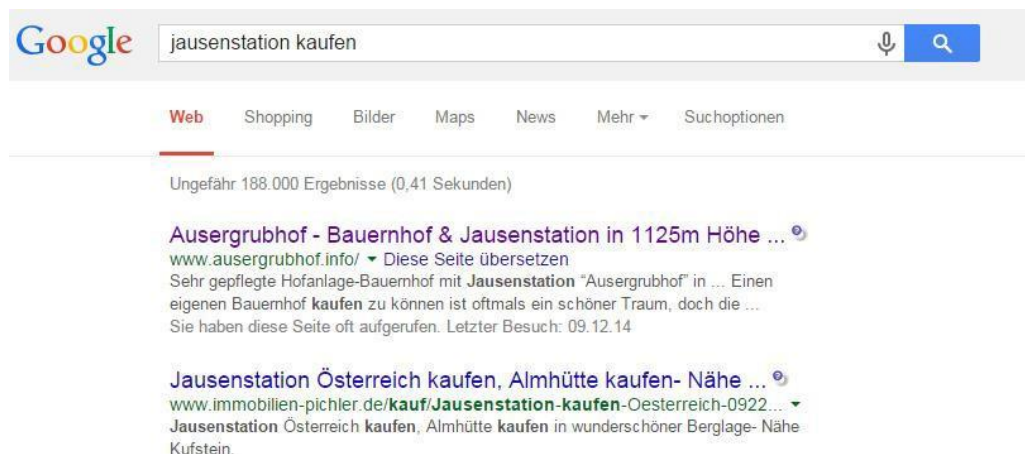 Google jausenstation kaufen
Web Shopping Bilder Maps News Mehr Suchoptionen
Ungefähr 188.000 Ergebnisse (0,41 Sekunden)
Ausergrubhof - Bauernhof & Jausenstation in 1125m Höhe ...
www.ausergrubhof.info/ Diese Seite übersetzen
Sehr gepflegte Hofanlage-Bauernhof mit Jausenstation “Ausergrubhof” in ... Einen
eigenen Bauernhof kaufen zu können ist oftmals ein schöner Traum, doch die ...
Sie haben diese Seite oft aufgerufen. Letzter Besuch: 09.12.14
Jausenstation Österreich kaufen, Almhütte kaufen- Nähe ...
www.immobilien-pichler.de/kauf/Jausenstation-kaufen-Oesterreich-0922...
Jausenstation Österreich kaufen, Almhütte kaufen in wunderschöner Berglage- Nähe
Kufstein.